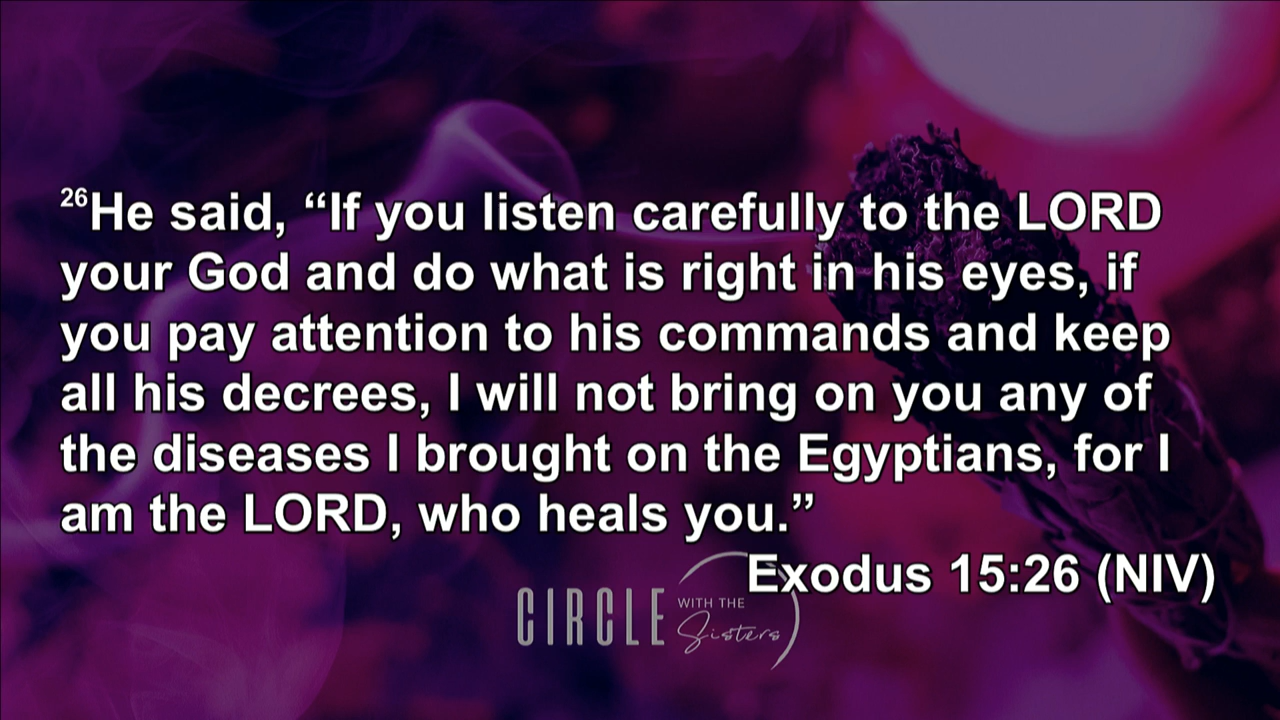 26He said, “If you listen carefully to the LORD
your God and do what is right in his eyes, if
you pay attention to his commands and keep
all his decrees, I will not bring on you any of
the diseases I brought on the Egyptians, for I
am the LORD, who heals you.”
Exodus 15:26 (NIV)
CIRCLE WITH THE
Sisters